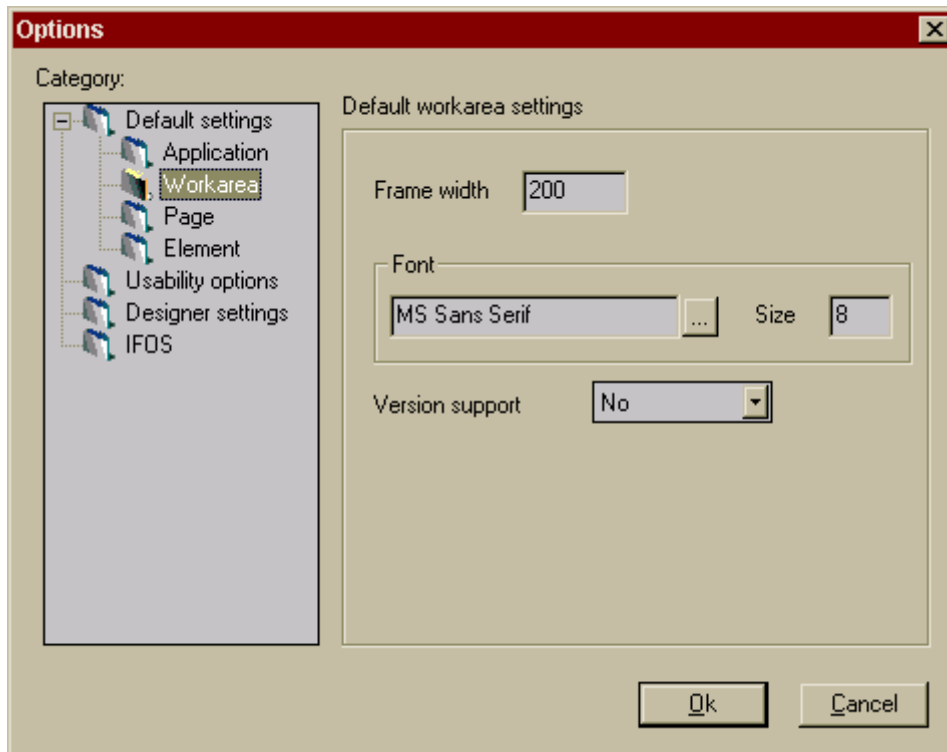 Options
Category:
Default settings
Application
Workarea
Page
Element
Usability options
Designer settings
IFOS
Default workarea settings
Frame width 200
Font
MS Sans Serif ... Size 8
Version support No
Ok Cancel